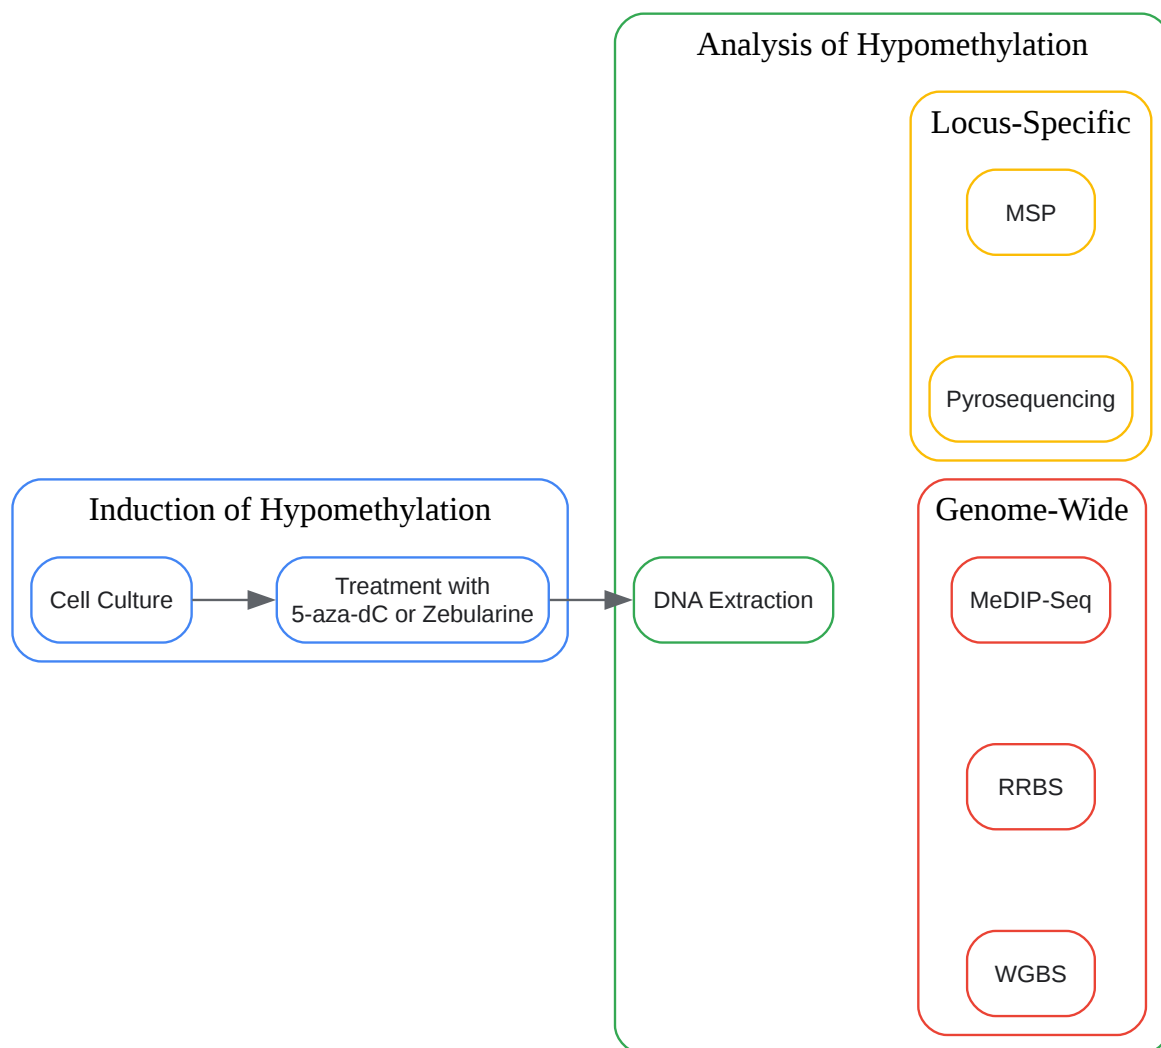 Analysis of Hypomethylation
Locus-Specific
MSP
Pyrosequencing
Induction of Hypomethylation
Cell Culture
Treatment with
5-aza-dC or Zebularine
DNA Extraction
Genome-Wide
MeDIP-Seq
RRBS
WGBS